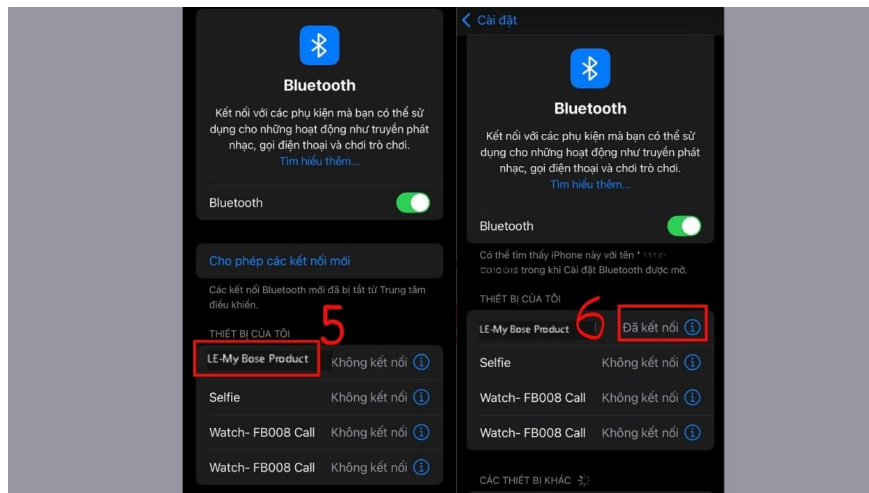 Bluetooth
Kết nối với các phụ kiện mà bạn có thể sử
dụng cho những hoạt động như truyền phát
nhạc, gọi điện thoại và chơi trò chơi.
Tìm hiểu thêm...
Bluetooth
Cho phép các kết nối mới
Các kết nối Bluetooth mới đã bị tắt từ Trung tâm
điều khiển.
THIẾT BỊ CỦA TÔI
5
LE-My Bose Product Không kết nối
Selfie Không kết nối
Watch- FB008 Call Không kết nối
Watch- FB008 Call Không kết nối
Cài đặt
Bluetooth
Kết nối với các phụ kiện mà bạn có thể sử
dụng cho những hoạt động như truyền phát
nhạc, gọi điện thoại và chơi trò chơi.
Tìm hiểu thêm...
Bluetooth
Có thể tìm thấy iPhone này với tên
trong khi Cài đặt Bluetooth được mở.
THIẾT BỊ CỦA TÔI
6
LE-My Bose Product Đã kết nối
Selfie Không kết nối
Watch- FB008 Call Không kết nối
Watch- FB008 Call Không kết nối
CÁC THIẾT BỊ KHÁC